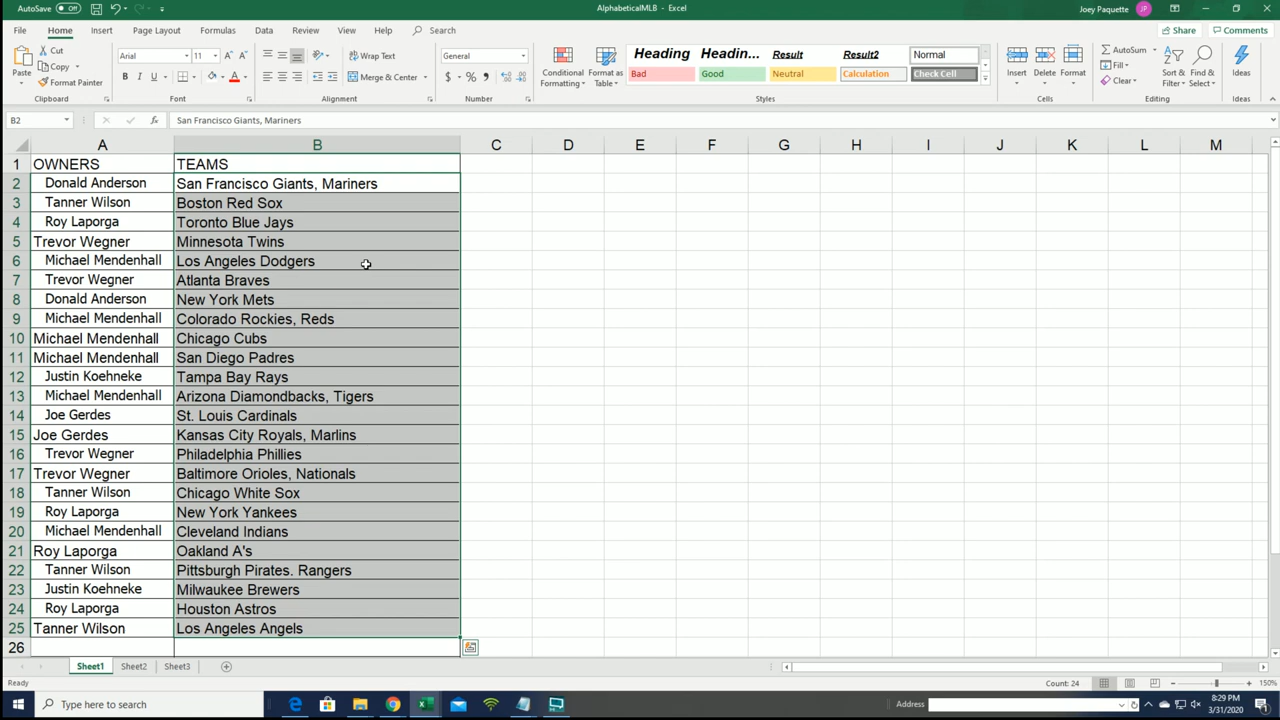 AutoSave Off AlphabeticalMLB - Excel Joey Paquette JP
File Home Insert Page Layout Formulas Data Review View Help Search Share Comments
Paste Cut Copy Format Painter Clipboard
Arial 11 A A B I U A Font
Wrap Text Merge & Center Alignment
General $ % , Number
Conditional Formatting Format as Table
Heading Headin... Result Result2 Normal
Bad Good Neutral Calculation Check Cell
Styles
Insert Delete Format Cells
AutoSum Fill Clear Sort & Filter Find & Select Editing
Ideas Ideas
B2 fx San Francisco Giants, Mariners
A B C D E F G H I J K L M
1 OWNERS TEAMS
2 Donald Anderson San Francisco Giants, Mariners
3 Tanner Wilson Boston Red Sox
4 Roy Laporga Toronto Blue Jays
5 Trevor Wegner Minnesota Twins
6 Michael Mendenhall Los Angeles Dodgers
7 Trevor Wegner Atlanta Braves
8 Donald Anderson New York Mets
9 Michael Mendenhall Colorado Rockies, Reds
10 Michael Mendenhall Chicago Cubs
11 Michael Mendenhall San Diego Padres
12 Justin Koehneke Tampa Bay Rays
13 Michael Mendenhall Arizona Diamondbacks, Tigers
14 Joe Gerdes St. Louis Cardinals
15 Joe Gerdes Kansas City Royals, Marlins
16 Trevor Wegner Philadelphia Phillies
17 Trevor Wegner Baltimore Orioles, Nationals
18 Tanner Wilson Chicago White Sox
19 Roy Laporga New York Yankees
20 Michael Mendenhall Cleveland Indians
21 Roy Laporga Oakland A's
22 Tanner Wilson Pittsburgh Pirates. Rangers
23 Justin Koehneke Milwaukee Brewers
24 Roy Laporga Houston Astros
25 Tanner Wilson Los Angeles Angels
26
Sheet1 Sheet2 Sheet3
Ready Count: 24 150%
Type here to search Address 8:29 PM
3/31/2020